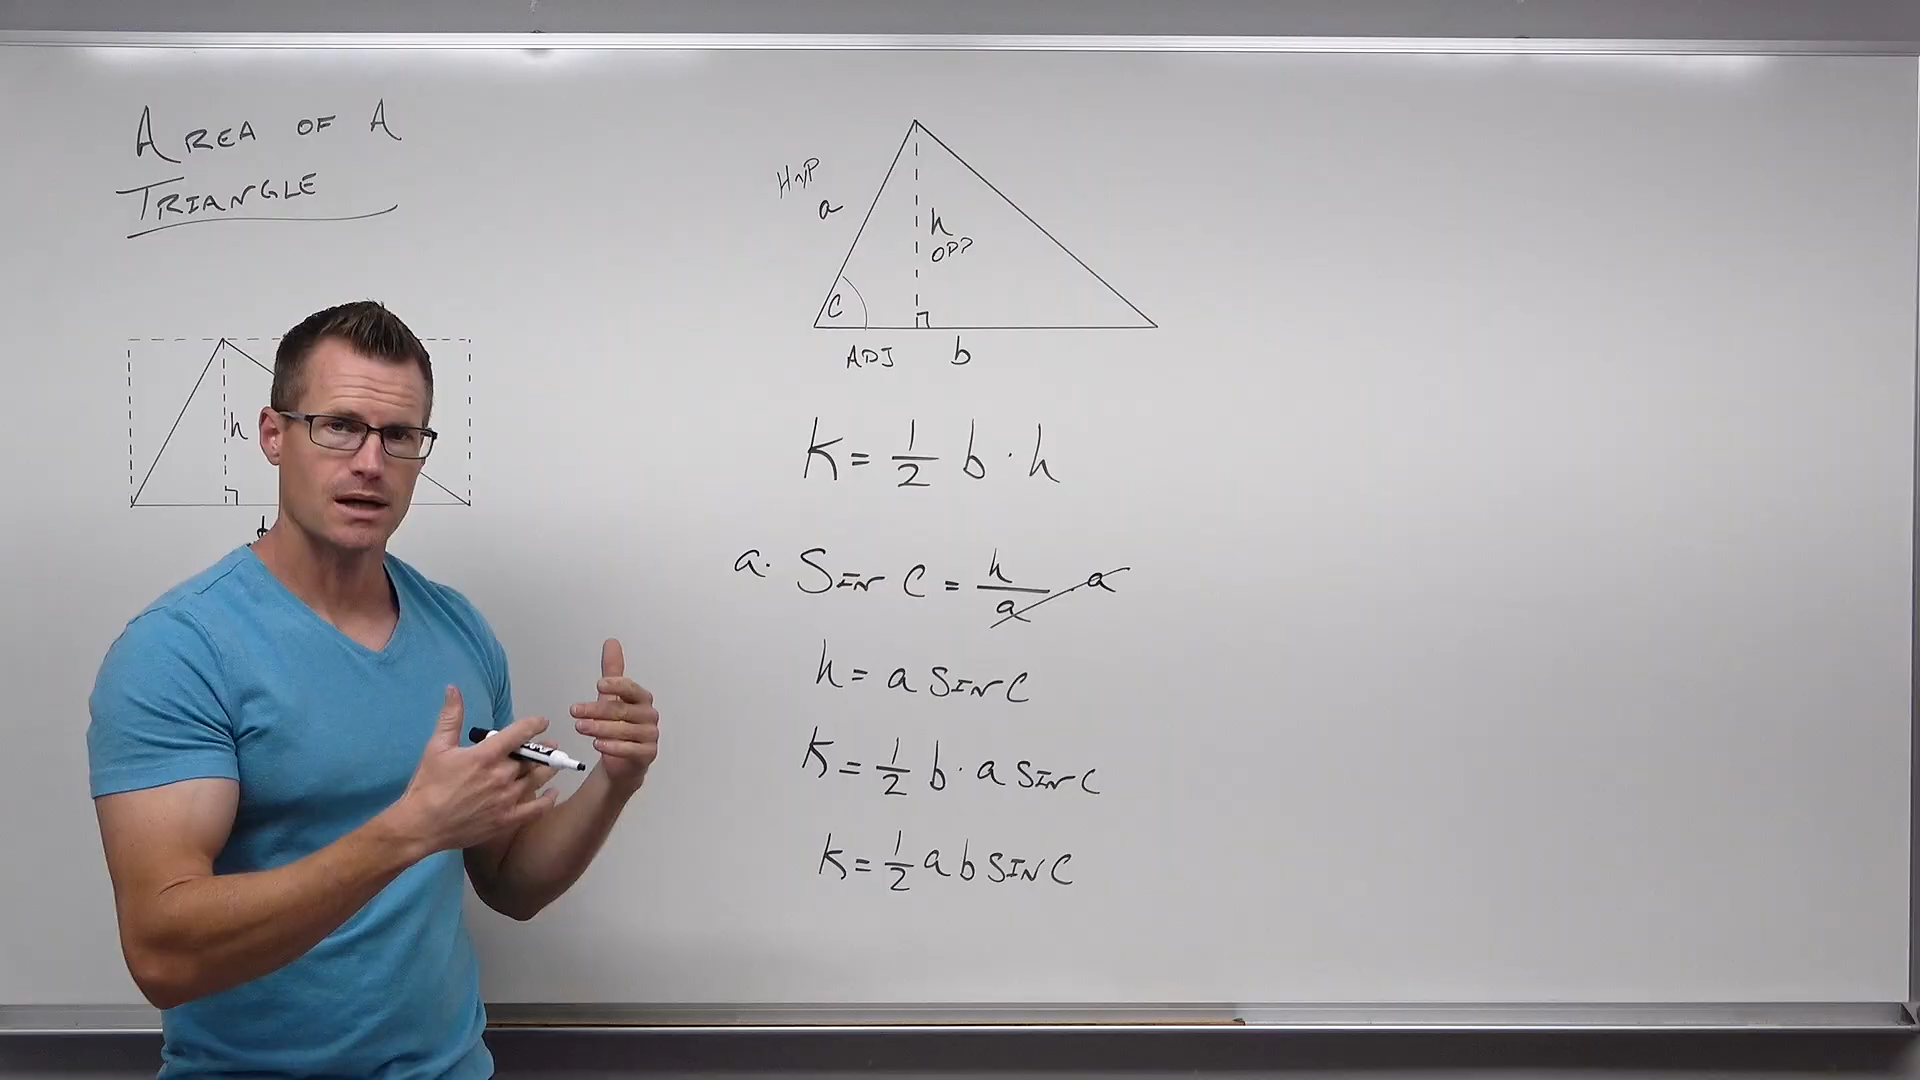 AREA OF A
TRIANGLE
h
HYP
a
h
OPP
C
ADJ b
K = 1/2 b · h
a · SIN C = h/a a
h = a SIN C
K = 1/2 b · a SIN C
K = 1/2 a b SIN C